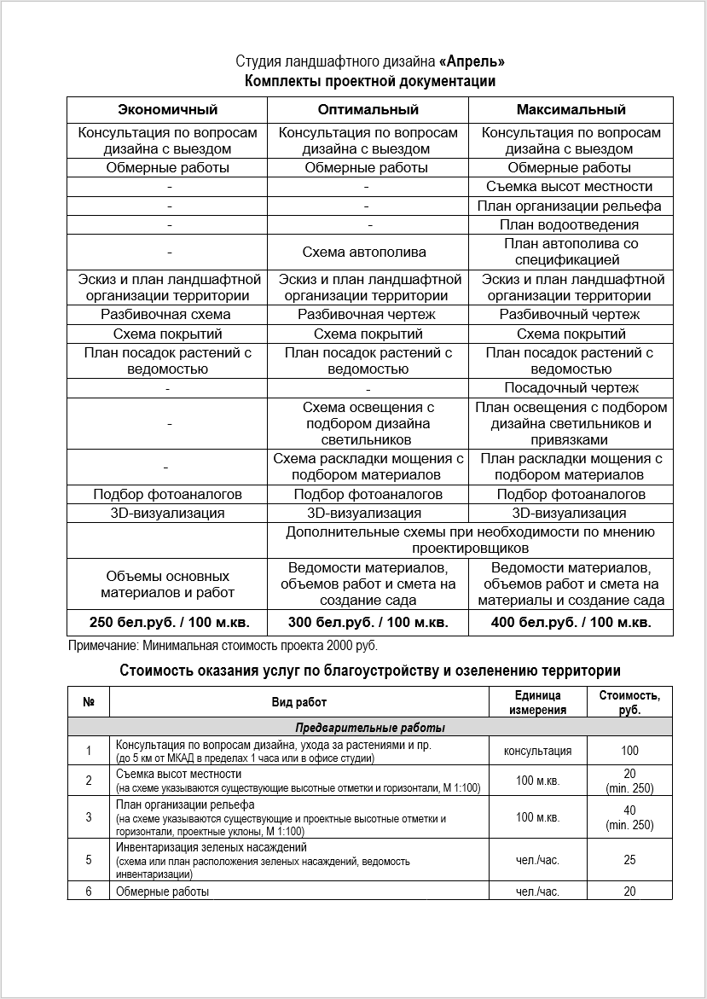 Студия ландшафтного дизайна «Апрель»
Комплекты проектной документации
Экономичный Оптимальный Максимальный
Консультация по вопросам Консультация по вопросам Консультация по вопросам
дизайна с выездом дизайна с выездом дизайна с выездом
Обмерные работы Обмерные работы Обмерные работы
- - Съемка высот местности
- - План организации рельефа
- - План водоотведения
- Схема автополива План автополива со
спецификацией
Эскиз и план ландшафтной Эскиз и план ландшафтной Эскиз и план ландшафтной
организации территории организации территории организации территории
Разбивочная схема Разбивочная чертеж Разбивочный чертеж
Схема покрытий Схема покрытий Схема покрытий
План посадок растений с План посадок растений с План посадок растений с
ведомостью ведомостью ведомостью
- - Посадочный чертеж
- Схема освещения с План освещения с подбором
подбором дизайна дизайна светильников и
светильников привязками
- Схема раскладки мощения с План раскладки мощения с
подбором материалов подбором материалов
Подбор фотоаналогов Подбор фотоаналогов Подбор фотоаналогов
3D-визуализация 3D-визуализация 3D-визуализация
Дополнительные схемы при необходимости по мнению
проектировщиков
Объемы основных Ведомости материалов, Ведомости материалов,
материалов и работ объемов работ и смета на объемов работ и смета на
создание сада материалы и создание сада
250 бел.руб. / 100 м.кв. 300 бел.руб. / 100 м.кв. 400 бел.руб. / 100 м.кв.
Примечание: Минимальная стоимость проекта 2000 руб.
Стоимость оказания услуг по благоустройству и озеленению территории
№ Вид работ Единица Стоимость,
измерения руб.
Предварительные работы
1 Консультация по вопросам дизайна, ухода за растениями и пр. консультация 100
(до 5 км от МКАД в пределах 1 часа или в офисе студии)
2 Съемка высот местности 100 м.кв. 20
(на схеме указываются существующие высотные отметки и горизонтали, М 1:100) (min. 250)
3 План организации рельефа 100 м.кв. 40
(на схеме указываются существующие и проектные высотные отметки и (min. 250)
горизонтали, проектные уклоны, М 1:100)
5 Инвентаризация зеленых насаждений чел./час. 25
(схема или план расположения зеленых насаждений, ведомость
инвентаризации)
6 Обмерные работы чел./час. 20